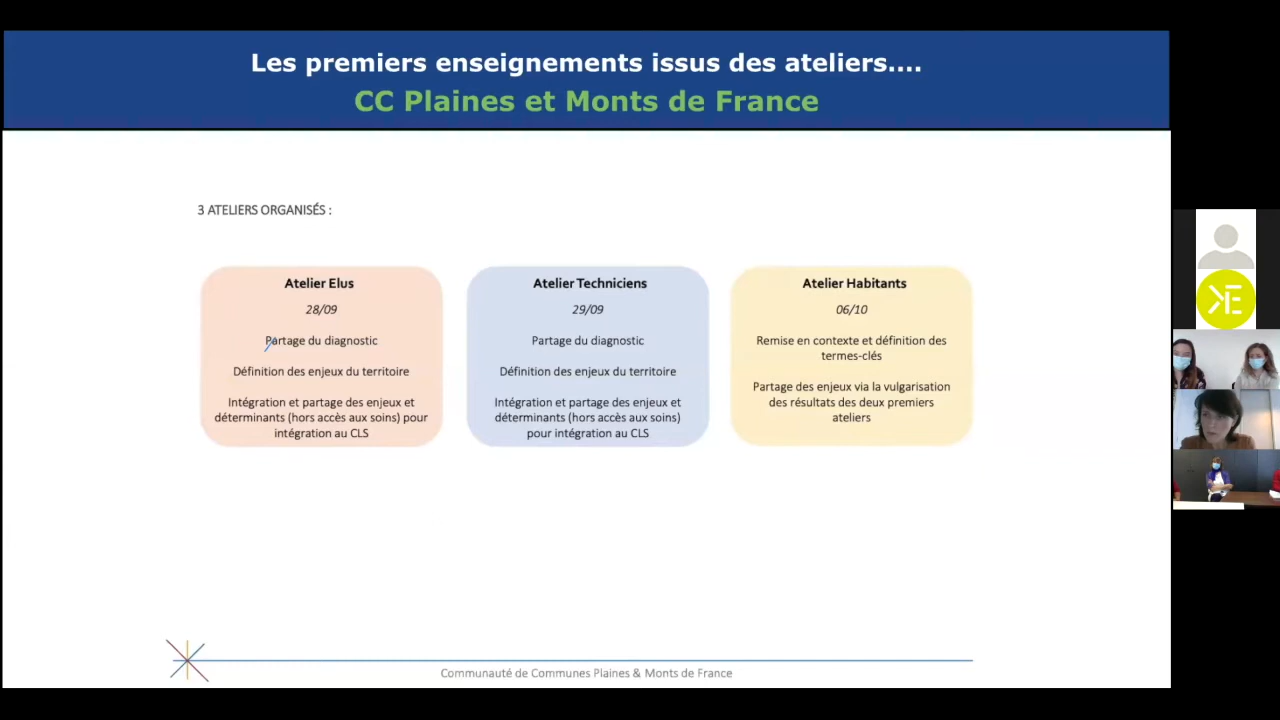 Les premiers enseignements issus des ateliers....
CC Plaines et Monts de France
3 ATELIERS ORGANISÉS :
Atelier Elus
28/09
Partage du diagnostic
Définition des enjeux du territoire
Intégration et partage des enjeux et
déterminants (hors accès aux soins) pour
intégration au CLS
Atelier Techniciens
29/09
Partage du diagnostic
Définition des enjeux du territoire
Intégration et partage des enjeux et
déterminants (hors accès aux soins)
pour intégration au CLS
Atelier Habitants
06/10
Remise en contexte et définition des
termes-clés
Partage des enjeux via la vulgarisation
des résultats des deux premiers
ateliers
Communauté de Communes Plaines & Monts de France
KE